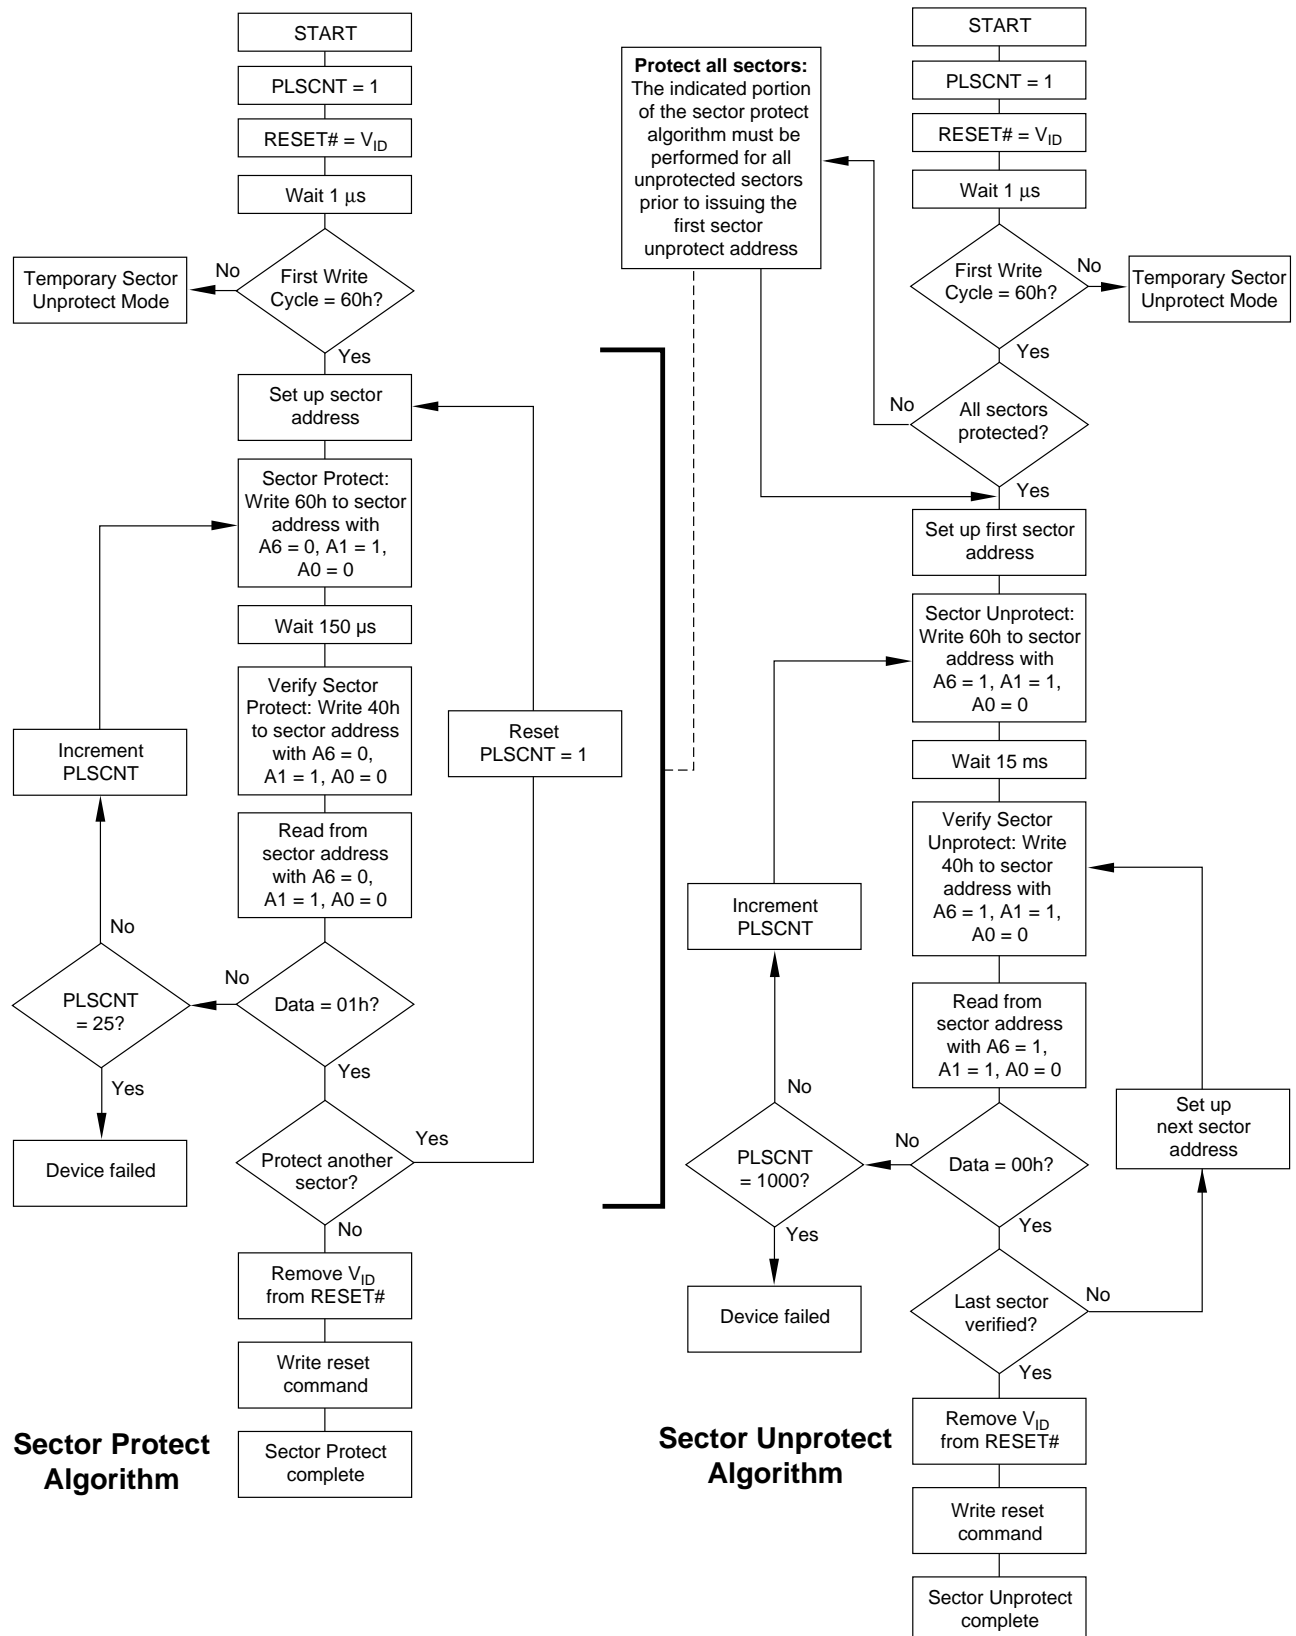 START
PLSCNT = 1
RESET# = VID
Wait 1 μs
First Write
Cycle = 60h?
No
Temporary Sector
Unprotect Mode
Yes
Set up sector
address
Sector Protect:
Write 60h to sector
address with
A6 = 0, A1 = 1,
A0 = 0
Wait 150 µs
Verify Sector
Protect: Write 40h
to sector address
with A6 = 0,
A1 = 1, A0 = 0
Reset
PLSCNT = 1
Increment
PLSCNT
Read from
sector address
with A6 = 0,
A1 = 1, A0 = 0
No
No
PLSCNT
= 25?
Data = 01h?
Yes
Yes
Device failed
Protect another
sector?
Yes
No
Remove VID
from RESET#
Write reset
command
Sector Protect
complete
Sector Protect
Algorithm
Protect all sectors:
The indicated portion
of the sector protect
algorithm must be
performed for all
unprotected sectors
prior to issuing the
first sector
unprotect address
START
PLSCNT = 1
RESET# = VID
Wait 1 μs
First Write
Cycle = 60h?
No
Temporary Sector
Unprotect Mode
Yes
No
All sectors
protected?
Yes
Set up first sector
address
Sector Unprotect:
Write 60h to sector
address with
A6 = 1, A1 = 1,
A0 = 0
Wait 15 ms
Verify Sector
Unprotect: Write
40h to sector
address with
A6 = 1, A1 = 1,
A0 = 0
Increment
PLSCNT
Read from
sector address
with A6 = 1,
A1 = 1, A0 = 0
No
No
Set up
next sector
address
PLSCNT
= 1000?
Data = 00h?
Yes
Yes
Device failed
Last sector
verified?
No
Yes
Remove VID
from RESET#
Write reset
command
Sector Unprotect
complete
Sector Unprotect
Algorithm